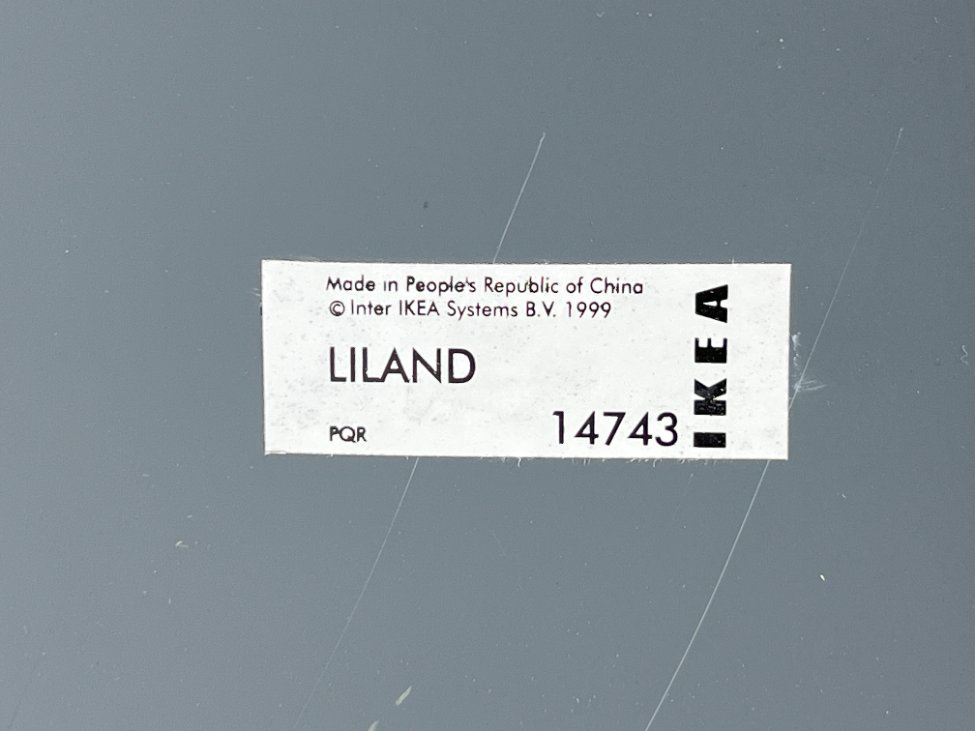 Made in People's Republic of China
© Inter IKEA Systems B.V. 1999
LILAND
PQR
14743
IKEA